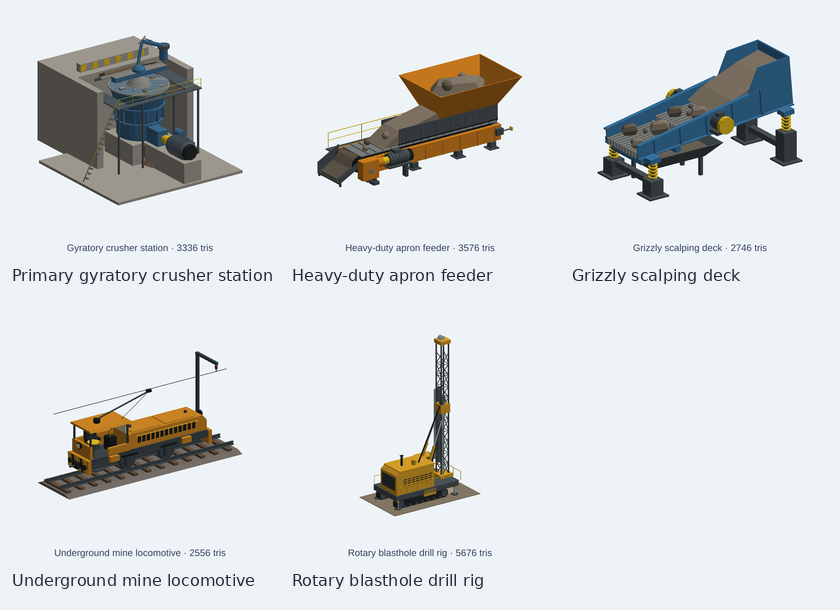 Gyratory crusher station · 3336 tris
Heavy-duty apron feeder · 3576 tris
Grizzly scalping deck · 2746 tris
Primary gyratory crusher station
Heavy-duty apron feeder
Grizzly scalping deck
Underground mine locomotive · 2556 tris
Rotary blasthole drill rig · 5676 tris
Underground mine locomotive
Rotary blasthole drill rig